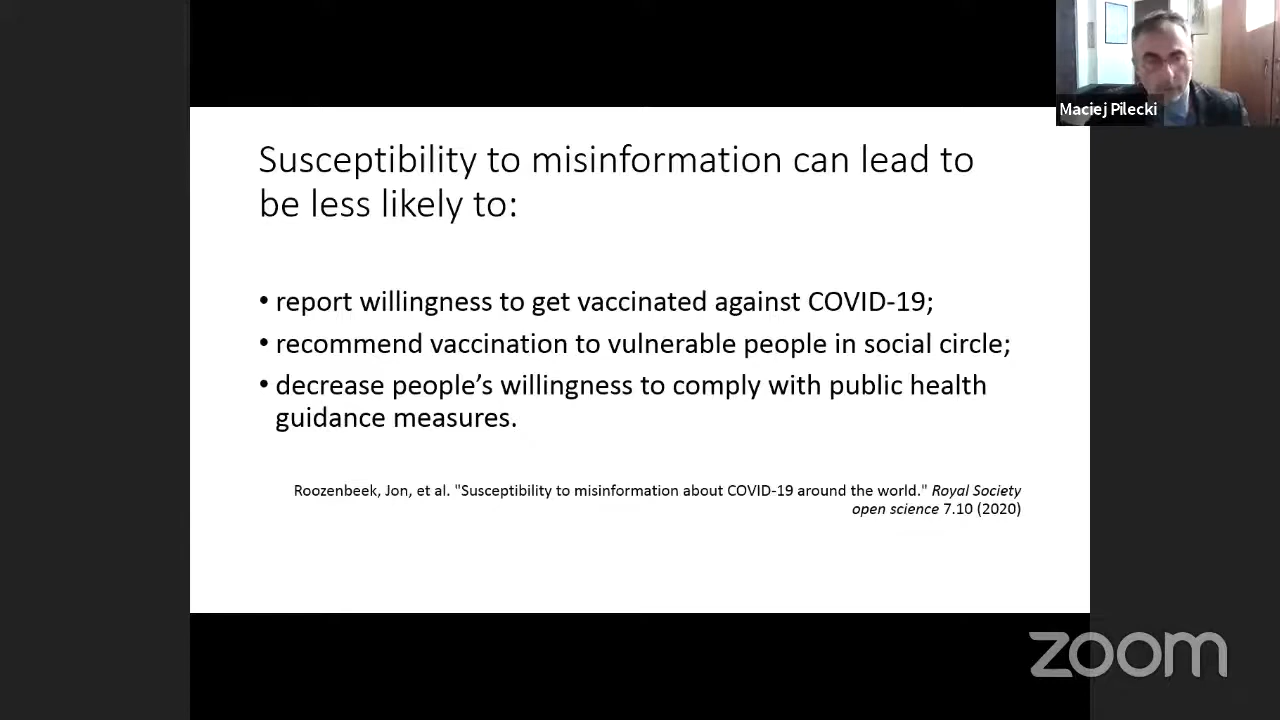 Maciej Pilecki
Susceptibility to misinformation can lead to
be less likely to:
• report willingness to get vaccinated against COVID-19;
• recommend vaccination to vulnerable people in social circle;
• decrease people's willingness to comply with public health
guidance measures.
Roozenbeek, Jon, et al. "Susceptibility to misinformation about COVID-19 around the world." Royal Society
open science 7.10 (2020)
zoom